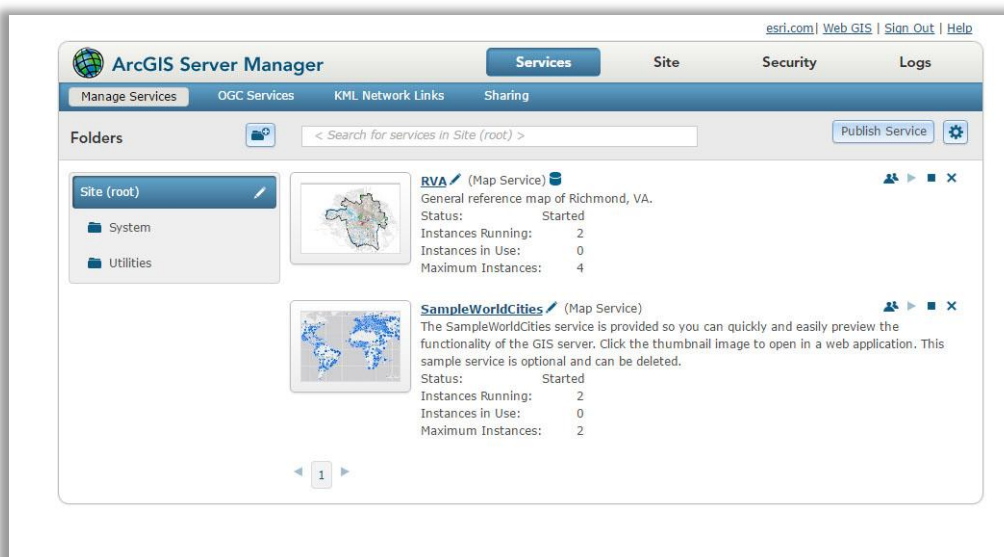 esri.com| Web GIS | Sign Out | Help
ArcGIS Server Manager Services Site Security Logs
Manage Services OGC Services KML Network Links Sharing
Folders < Search for services in Site (root) > Publish Service
Site (root)
System
Utilities
RVA (Map Service)
General reference map of Richmond, VA.
Status: Started
Instances Running: 2
Instances in Use: 0
Maximum Instances: 4
SampleWorldCities (Map Service)
The SampleWorldCities service is provided so you can quickly and easily preview the
functionality of the GIS server. Click the thumbnail image to open in a web application. This
sample service is optional and can be deleted.
Status: Started
Instances Running: 2
Instances in Use: 0
Maximum Instances: 2
1